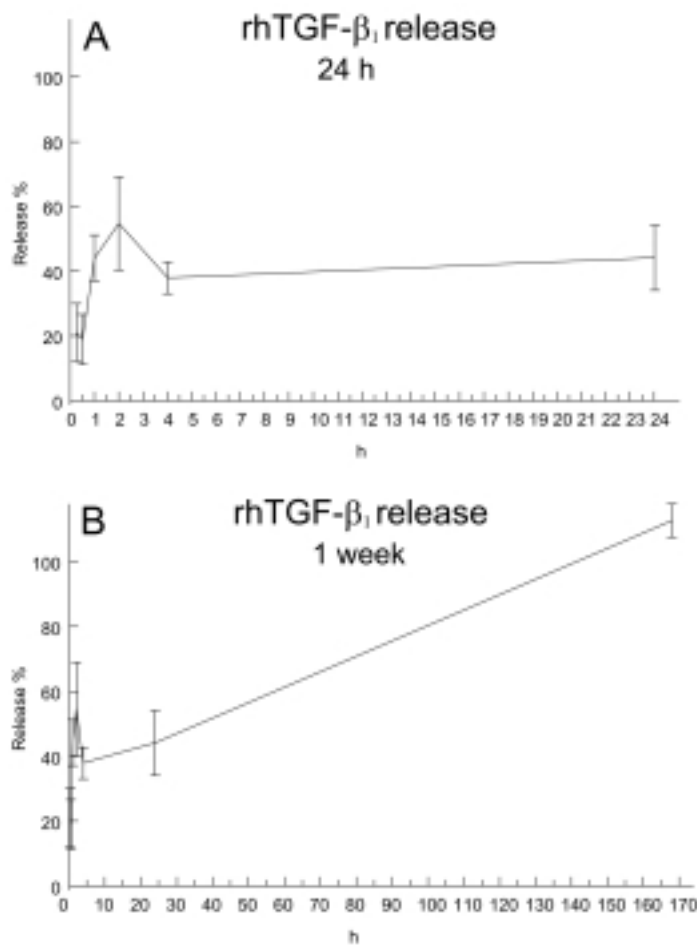 A
rhTGF-β₁ release
24 h
100
80
60
40
20
0
Release %
0 1 2 3 4 5 6 7 8 9 10 11 12 13 14 15 16 17 18 19 20 21 22 23 24
h
B
rhTGF-β₁ release
1 week
100
80
60
40
20
0
Release %
0 10 20 30 40 50 60 70 80 90 100 110 120 130 140 150 160 170
h